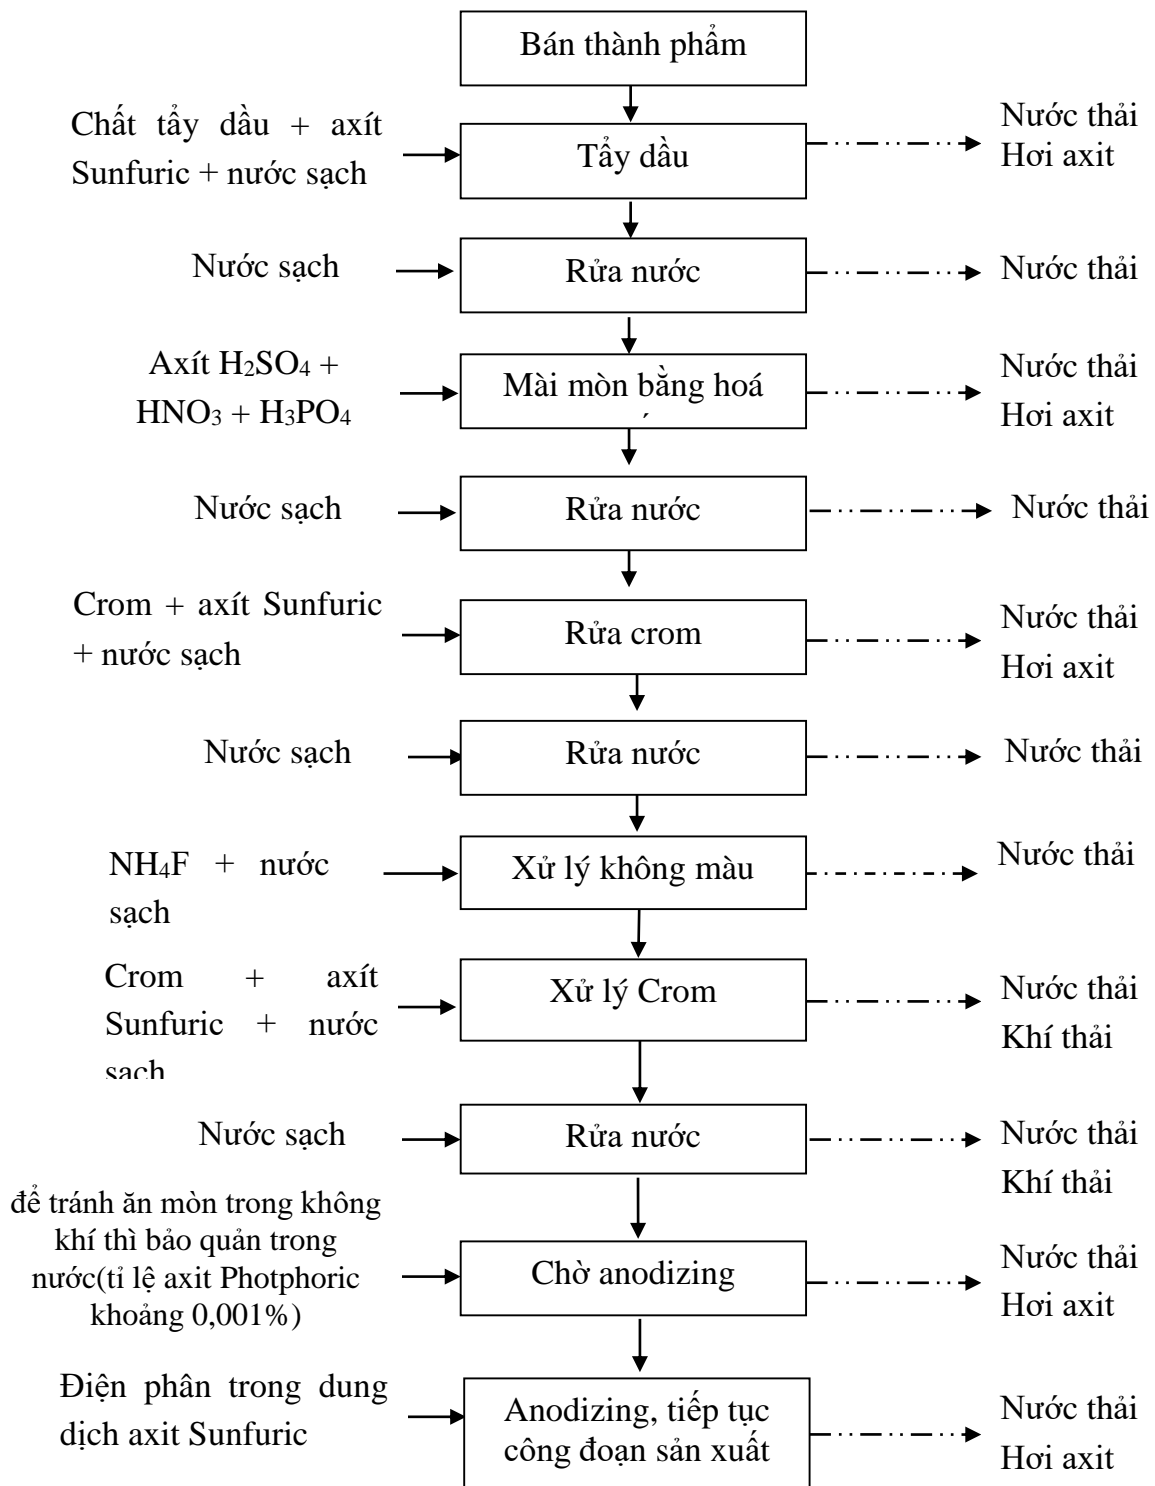 Bán thành phẩm
Chất tẩy dầu + axít
Sunfuric + nước sạch
Tẩy dầu
Nước thải
Hơi axit
Nước sạch
Rửa nước
Nước thải
Axít H₂SO₄ +
HNO₃ + H₃PO₄
Mài mòn bằng hoá
Nước thải
Hơi axit
Nước sạch
Rửa nước
Nước thải
Crom + axít Sunfuric
+ nước sạch
Rửa crom
Nước thải
Hơi axit
Nước sạch
Rửa nước
Nước thải
NH₄F + nước
sạch
Xử lý không màu
Nước thải
Crom + axít
Sunfuric + nước
sạch
Xử lý Crom
Nước thải
Khí thải
Nước sạch
Rửa nước
Nước thải
Khí thải
để tránh ăn mòn trong không
khí thì bảo quản trong
nước(tỉ lệ axit Photphoric
khoảng 0,001%)
Chờ anodizing
Nước thải
Hơi axit
Điện phân trong dung
dịch axit Sunfuric
Anodizing, tiếp tục
công đoạn sản xuất
Nước thải
Hơi axit